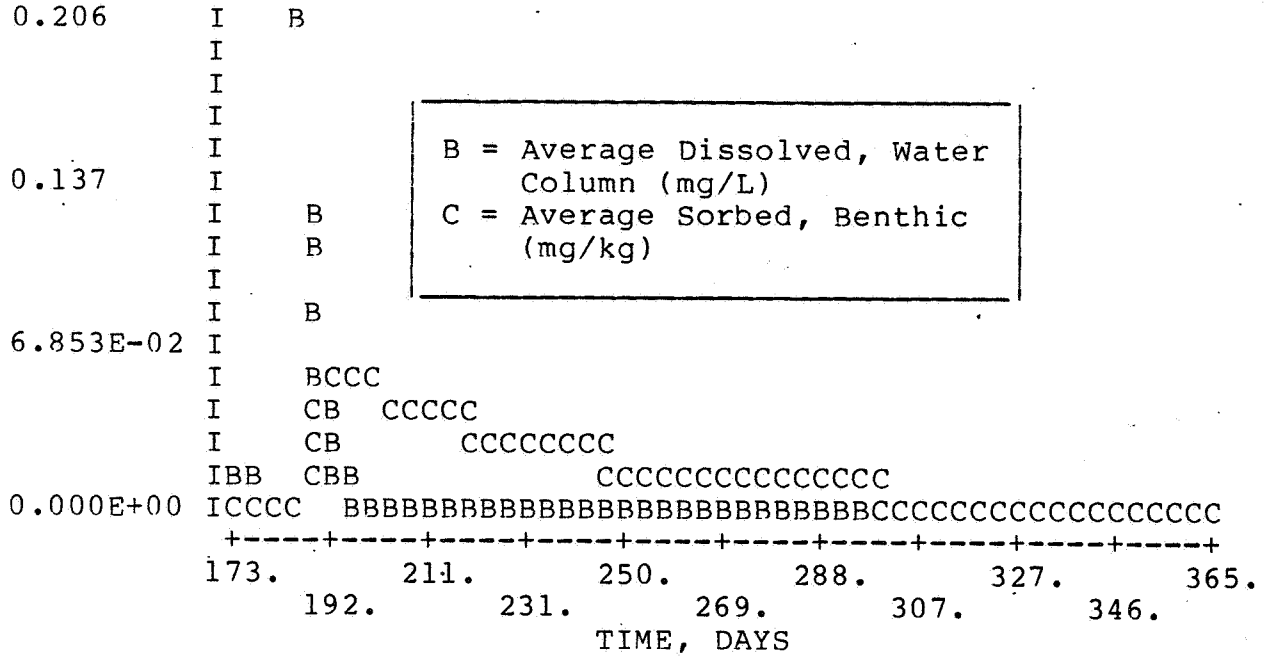 0.206 I B
I
I
I
I B = Average Dissolved, Water
0.137 I Column (mg/L)
I B C = Average Sorbed, Benthic
I B (mg/kg)
I
I B
6.853E-02 I
I BCCC
I CB CCCCC
I CB CCCCCCCC
IBB CBB CCCCCCCCCCCCCCC
0.000E+00 ICCCC BBBBBBBBBBBBBBBBBBBBBBBBBBBCCCCCCCCCCCCCCCCCC
+----+----+----+----+----+----+----+----+----+----+
173. 211. 250. 288. 327. 365.
192. 231. 269. 307. 346.
TIME, DAYS